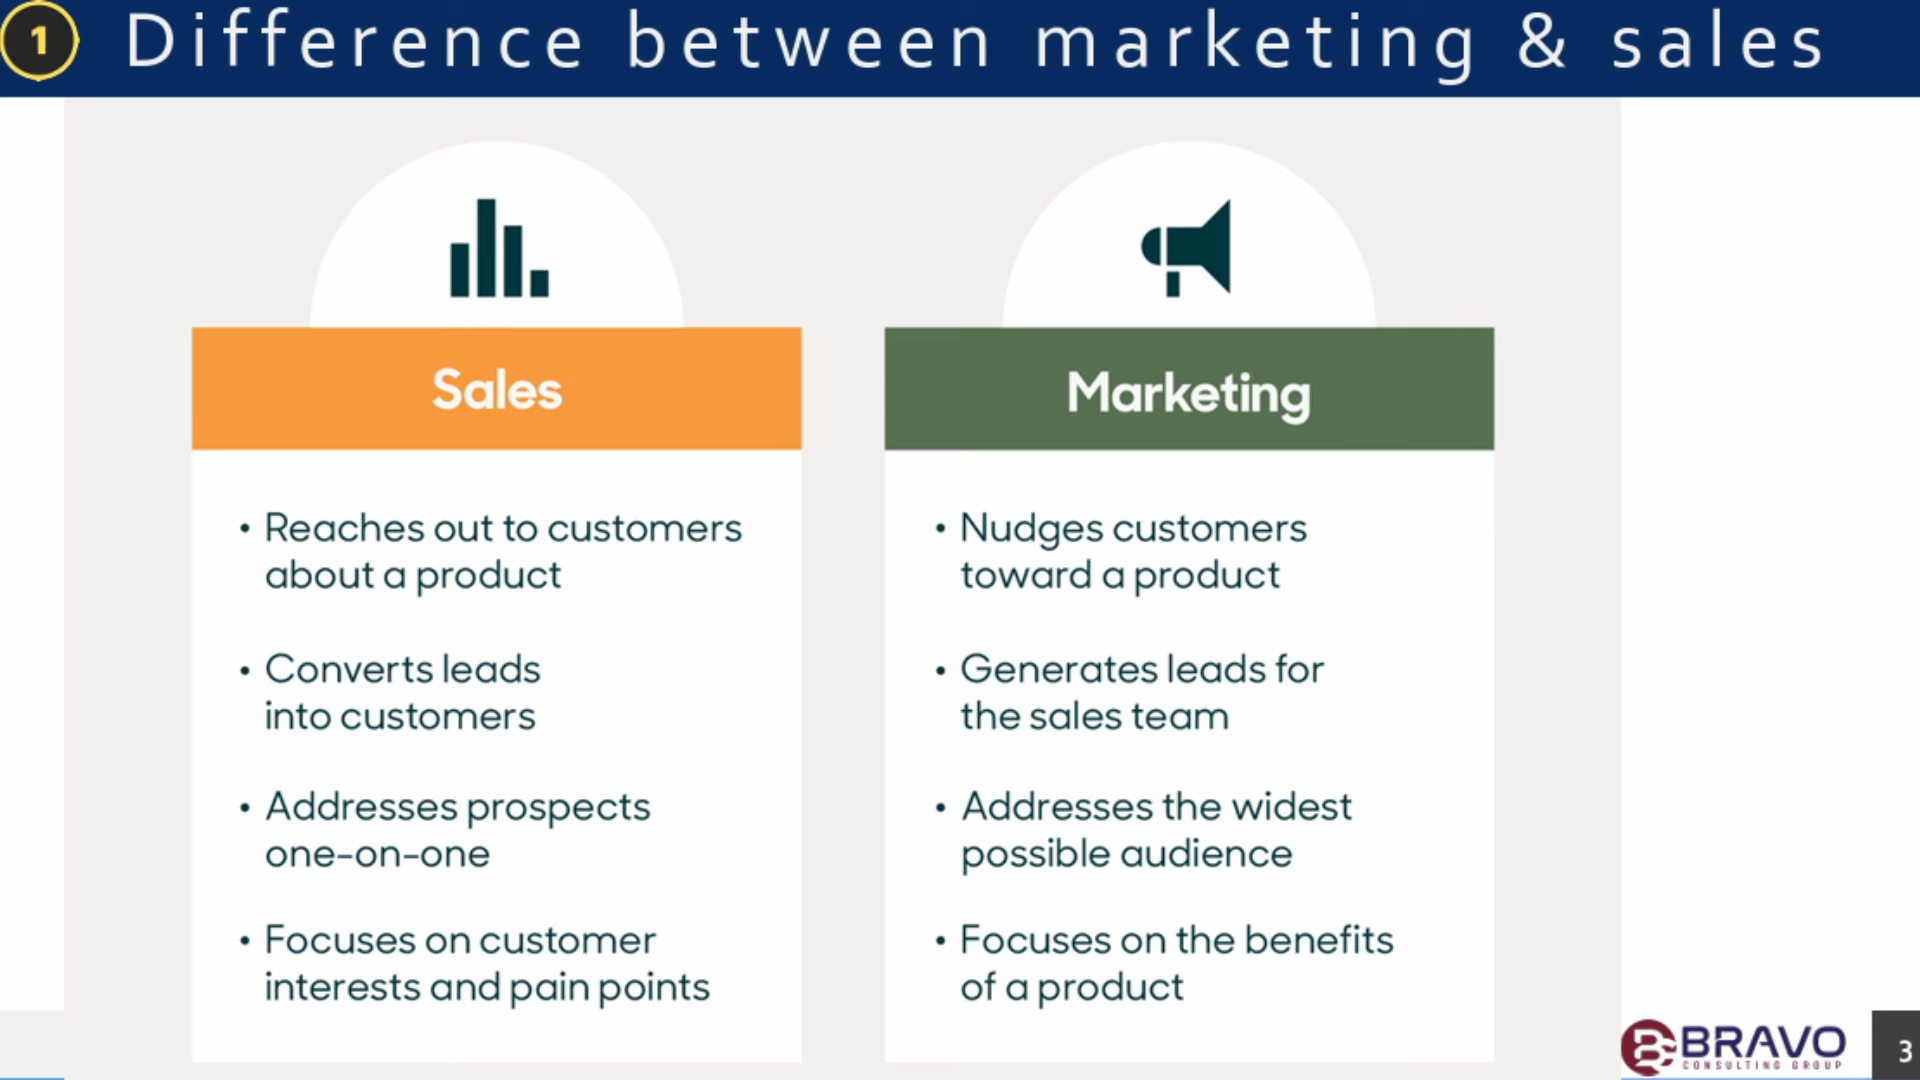 1
Difference between marketing & sales
Sales
• Reaches out to customers
about a product
• Converts leads
into customers
• Addresses prospects
one-on-one
• Focuses on customer
interests and pain points
Marketing
• Nudges customers
toward a product
• Generates leads for
the sales team
• Addresses the widest
possible audience
• Focuses on the benefits
of a product
BRAVO
CONSULTING GROUP
3